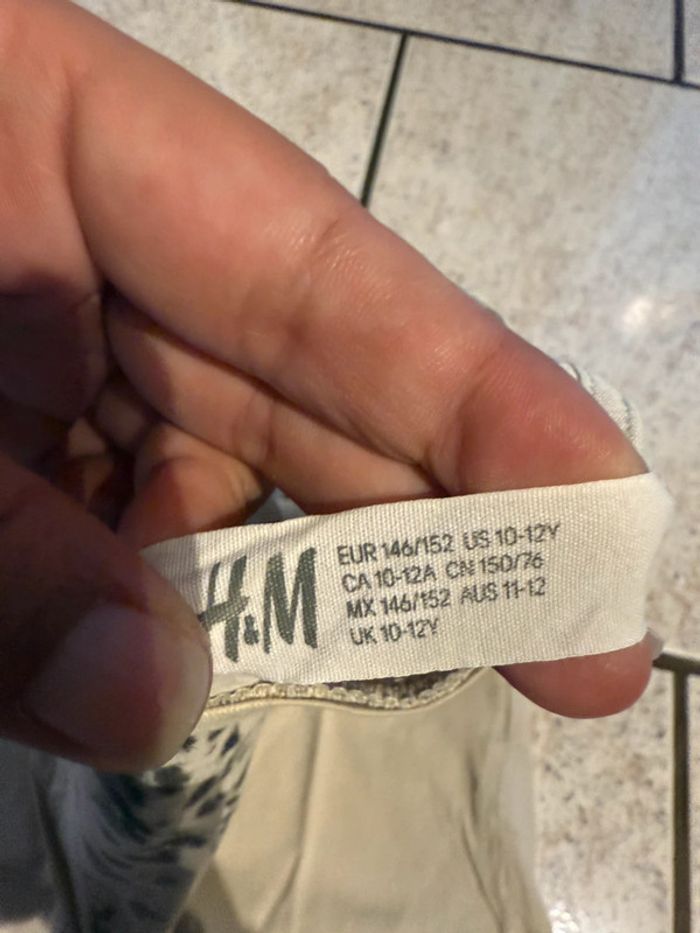 H&M
EUR 146/152 US 10-12Y
CA 10-12A CN 150/76
MX 146/152 AUS 11-12
UK 10-12Y